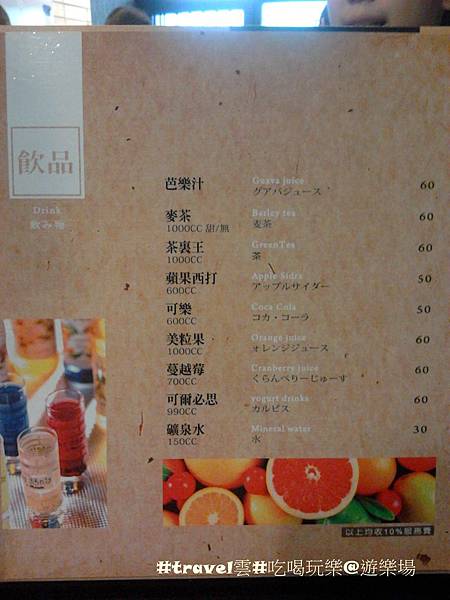 飲品
Drink
飲み物
芭樂汁 Guava juice 60
グアバジュース
麥茶 Barley tea 60
1000CC 甜/無 麦茶
茶裏王 GreenTea 60
1000CC 茶
蘋果西打 Apple Sidra 50
600CC アップルサイダー
可樂 Coca Cola 50
600CC コカ・コーラ
美粒果 Orange juice 60
1000CC オレンジジュース
蔓越莓 Cranberry juice 60
700CC くらんべりーじゅーす
可爾必思 yogurt drinks 60
990CC カルピス
礦泉水 Mineral water 30
150CC 水
以上均收10%服務費
#travel雲#吃喝玩樂@遊樂場